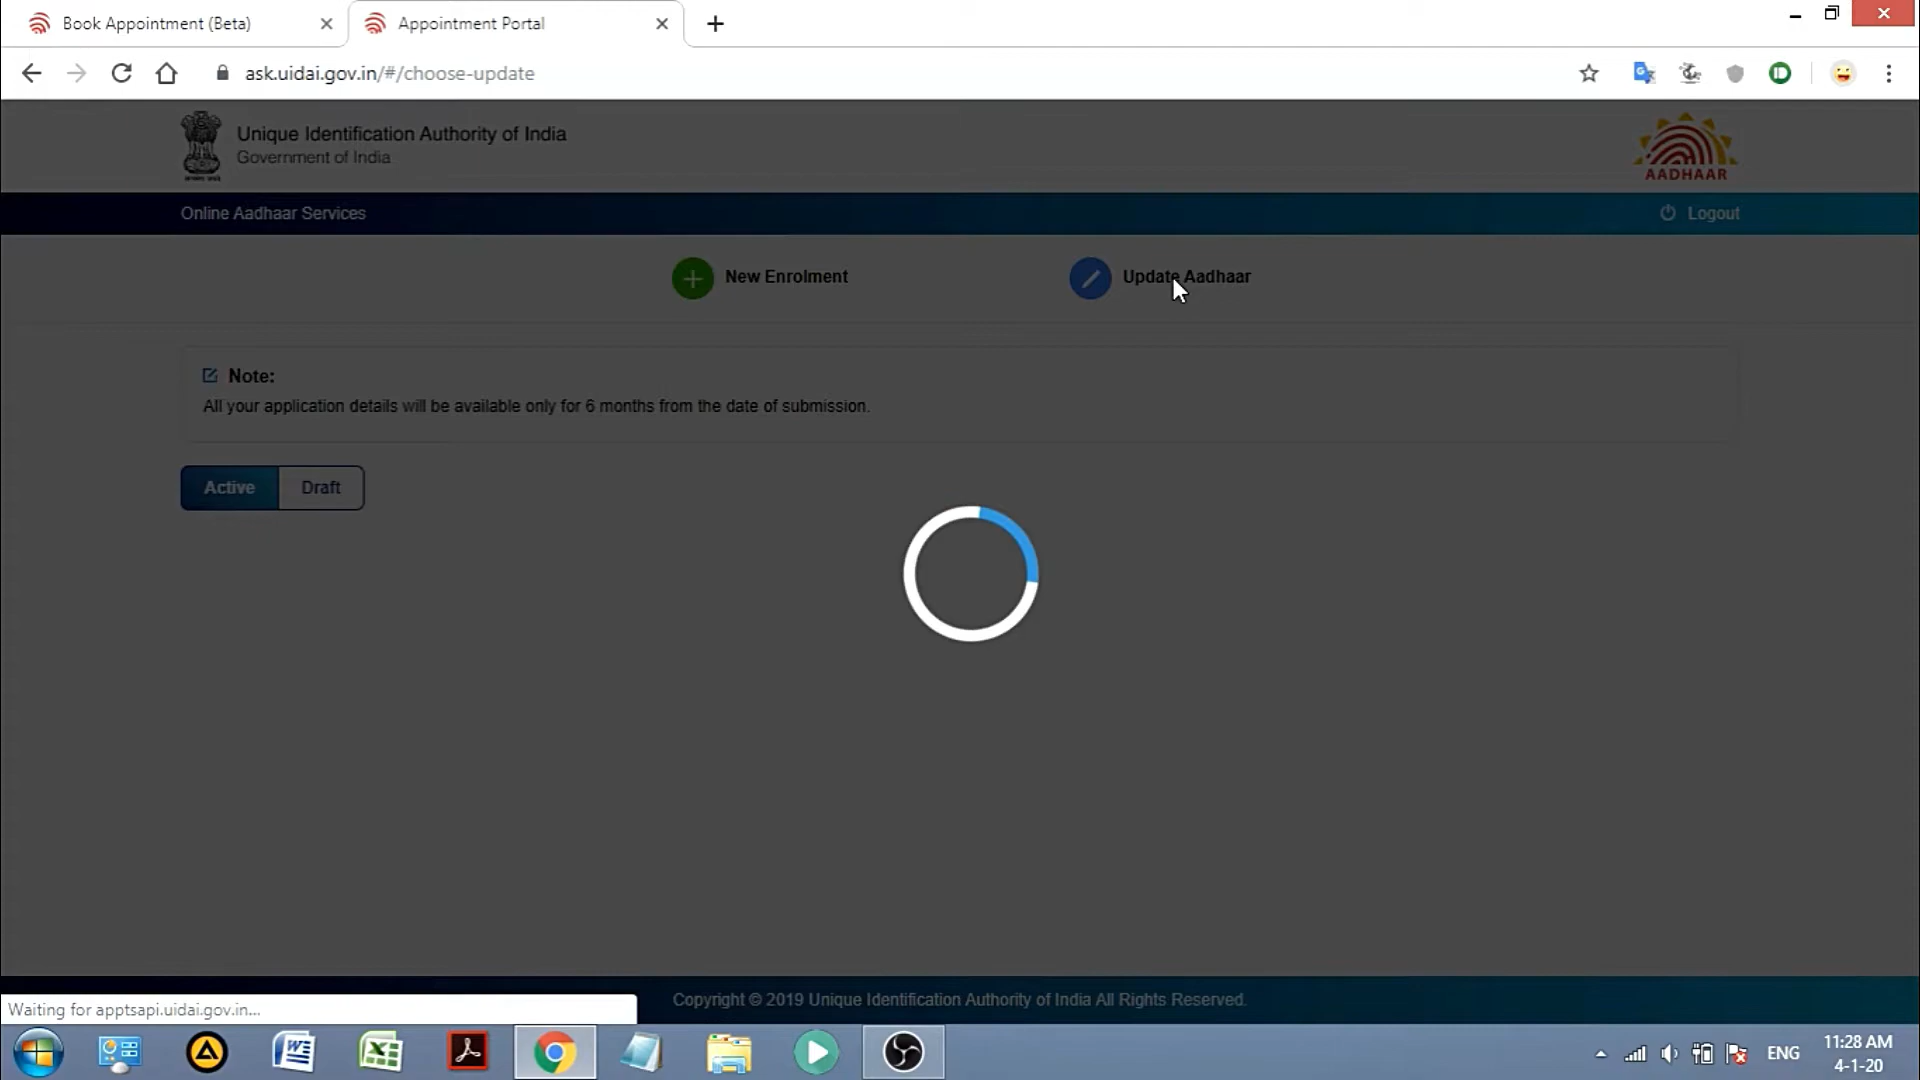 Book Appointment (Beta)
Appointment Portal
ask.uidai.gov.in/#/choose-update
Unique Identification Authority of India
Government of India
AADHAAR
Online Aadhaar Services
Logout
New Enrolment
Update Aadhaar
Note:
All your application details will be available only for 6 months from the date of submission.
Active
Draft
Copyright © 2019 Unique Identification Authority of India All Rights Reserved.
Waiting for apptsapi.uidai.gov.in...
ENG
11:28 AM
4-1-20